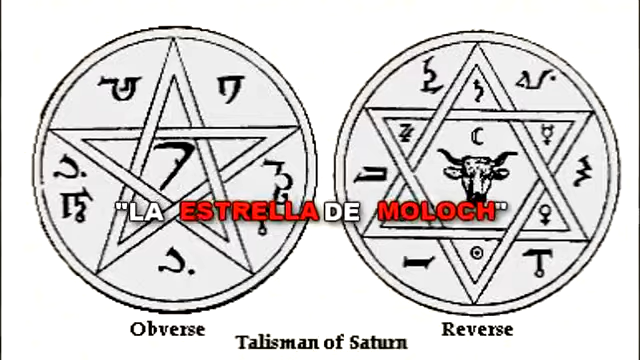 "LA ESTRELLA DE MOLOCH"
Obverse
Reverse
Talisman of Saturn